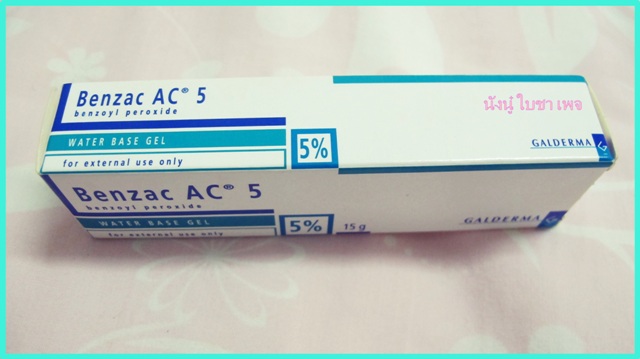 Benzac AC® 5
benzoyl peroxide
WATER BASE GEL
for external use only
5%
นังนู๋ ใบชา เพจ
GALDERMA
Benzac AC® 5
benzoyl peroxide
WATER BASE GEL
for external use only
5%
15 g
GALDERMA